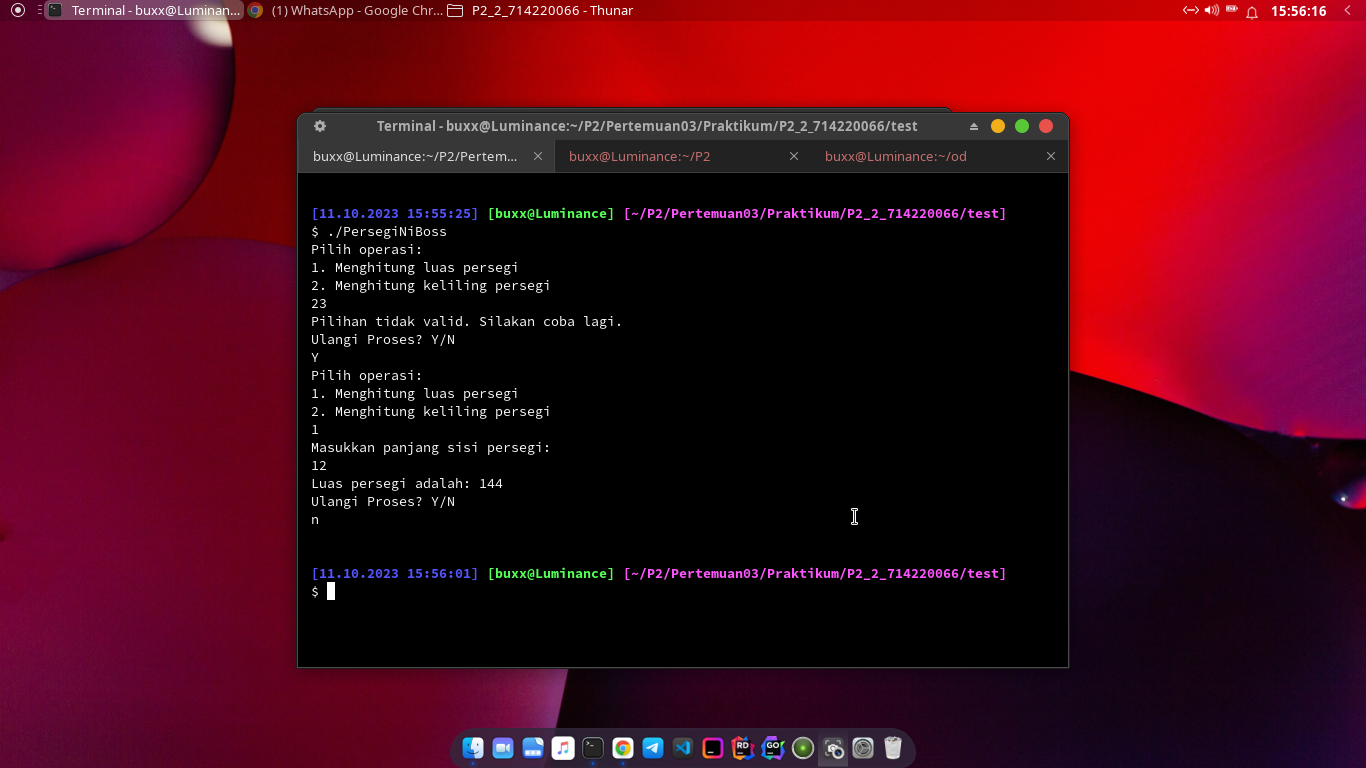 Terminal - buxx@Luminan... (1) WhatsApp - Google Chr... P2_2_714220066 - Thunar 15:56:16
Terminal - buxx@Luminance:~/P2/Pertemuan03/Praktikum/P2_2_714220066/test
buxx@Luminance:~/P2/Pertem... buxx@Luminance:~/P2 buxx@Luminance:~/od
[11.10.2023 15:55:25] [buxx@Luminance] [~/P2/Pertemuan03/Praktikum/P2_2_714220066/test]
$ ./PersegiNiBoss
Pilih operasi:
1. Menghitung luas persegi
2. Menghitung keliling persegi
23
Pilihan tidak valid. Silakan coba lagi.
Ulangi Proses? Y/N
Y
Pilih operasi:
1. Menghitung luas persegi
2. Menghitung keliling persegi
1
Masukkan panjang sisi persegi:
12
Luas persegi adalah: 144
Ulangi Proses? Y/N
n
[11.10.2023 15:56:01] [buxx@Luminance] [~/P2/Pertemuan03/Praktikum/P2_2_714220066/test]
$
RD GO